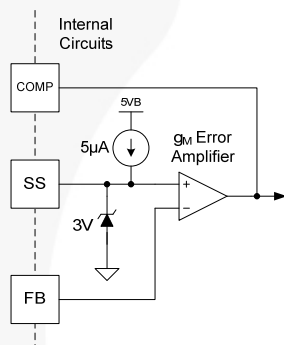 Internal
Circuits
COMP
5VB
5µA
gM Error
Amplifier
SS
+
3V
−
FB